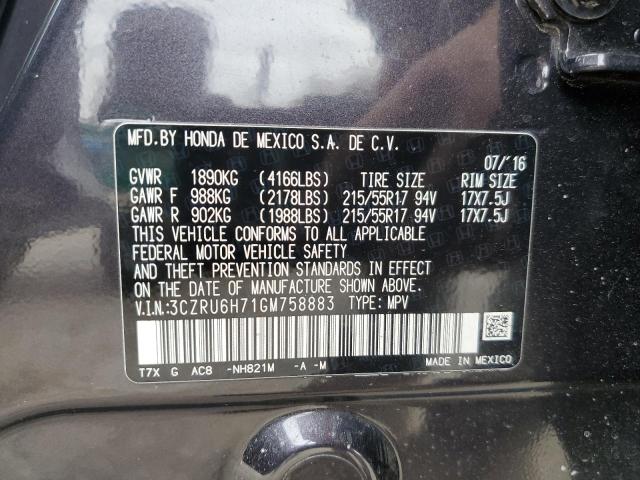 MFD.BY HONDA DE MEXICO S.A. DE C.V.
07/'16
GVWR 1890KG (4166LBS) TIRE SIZE RIM SIZE
GAWR F 988KG (2178LBS) 215/55R17 94V 17X7.5J
GAWR R 902KG (1988LBS) 215/55R17 94V 17X7.5J
THIS VEHICLE CONFORMS TO ALL APPLICABLE
FEDERAL MOTOR VEHICLE SAFETY
AND THEFT PREVENTION STANDARDS IN EFFECT
ON THE DATE OF MANUFACTURE SHOWN ABOVE.
V.I.N.:3CZRU6H71GM758883 TYPE: MPV
T7X G AC8 -NH821M -A -M MADE IN MEXICO